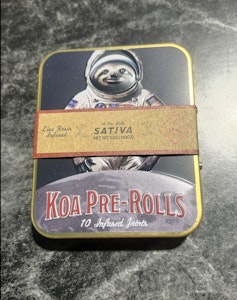 Live Resin
Infused
SATIVA
KOA PRE-ROLLS
10 Infused Joints